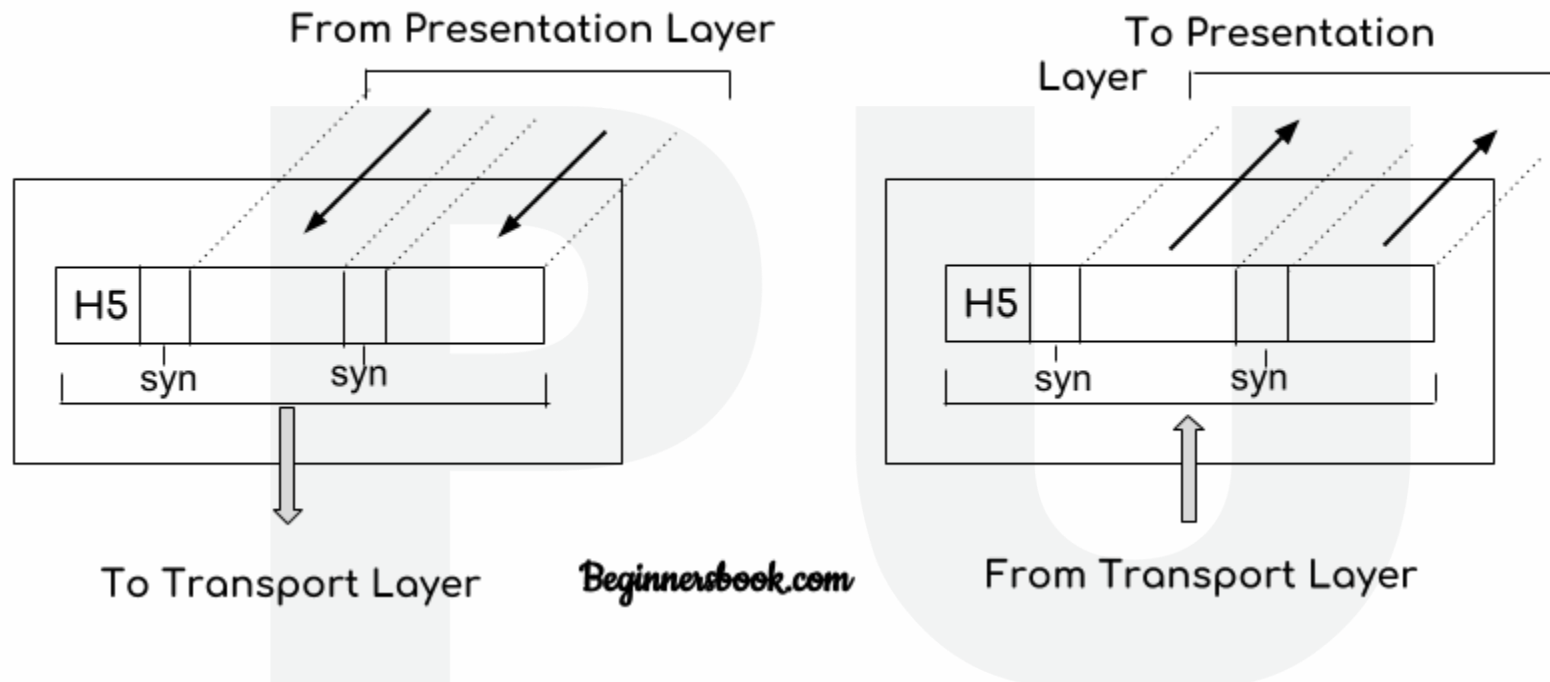 From Presentation Layer
To Presentation
Layer
H5
syn
syn
H5
syn
syn
To Transport Layer
Beginnersbook.com
From Transport Layer
PU